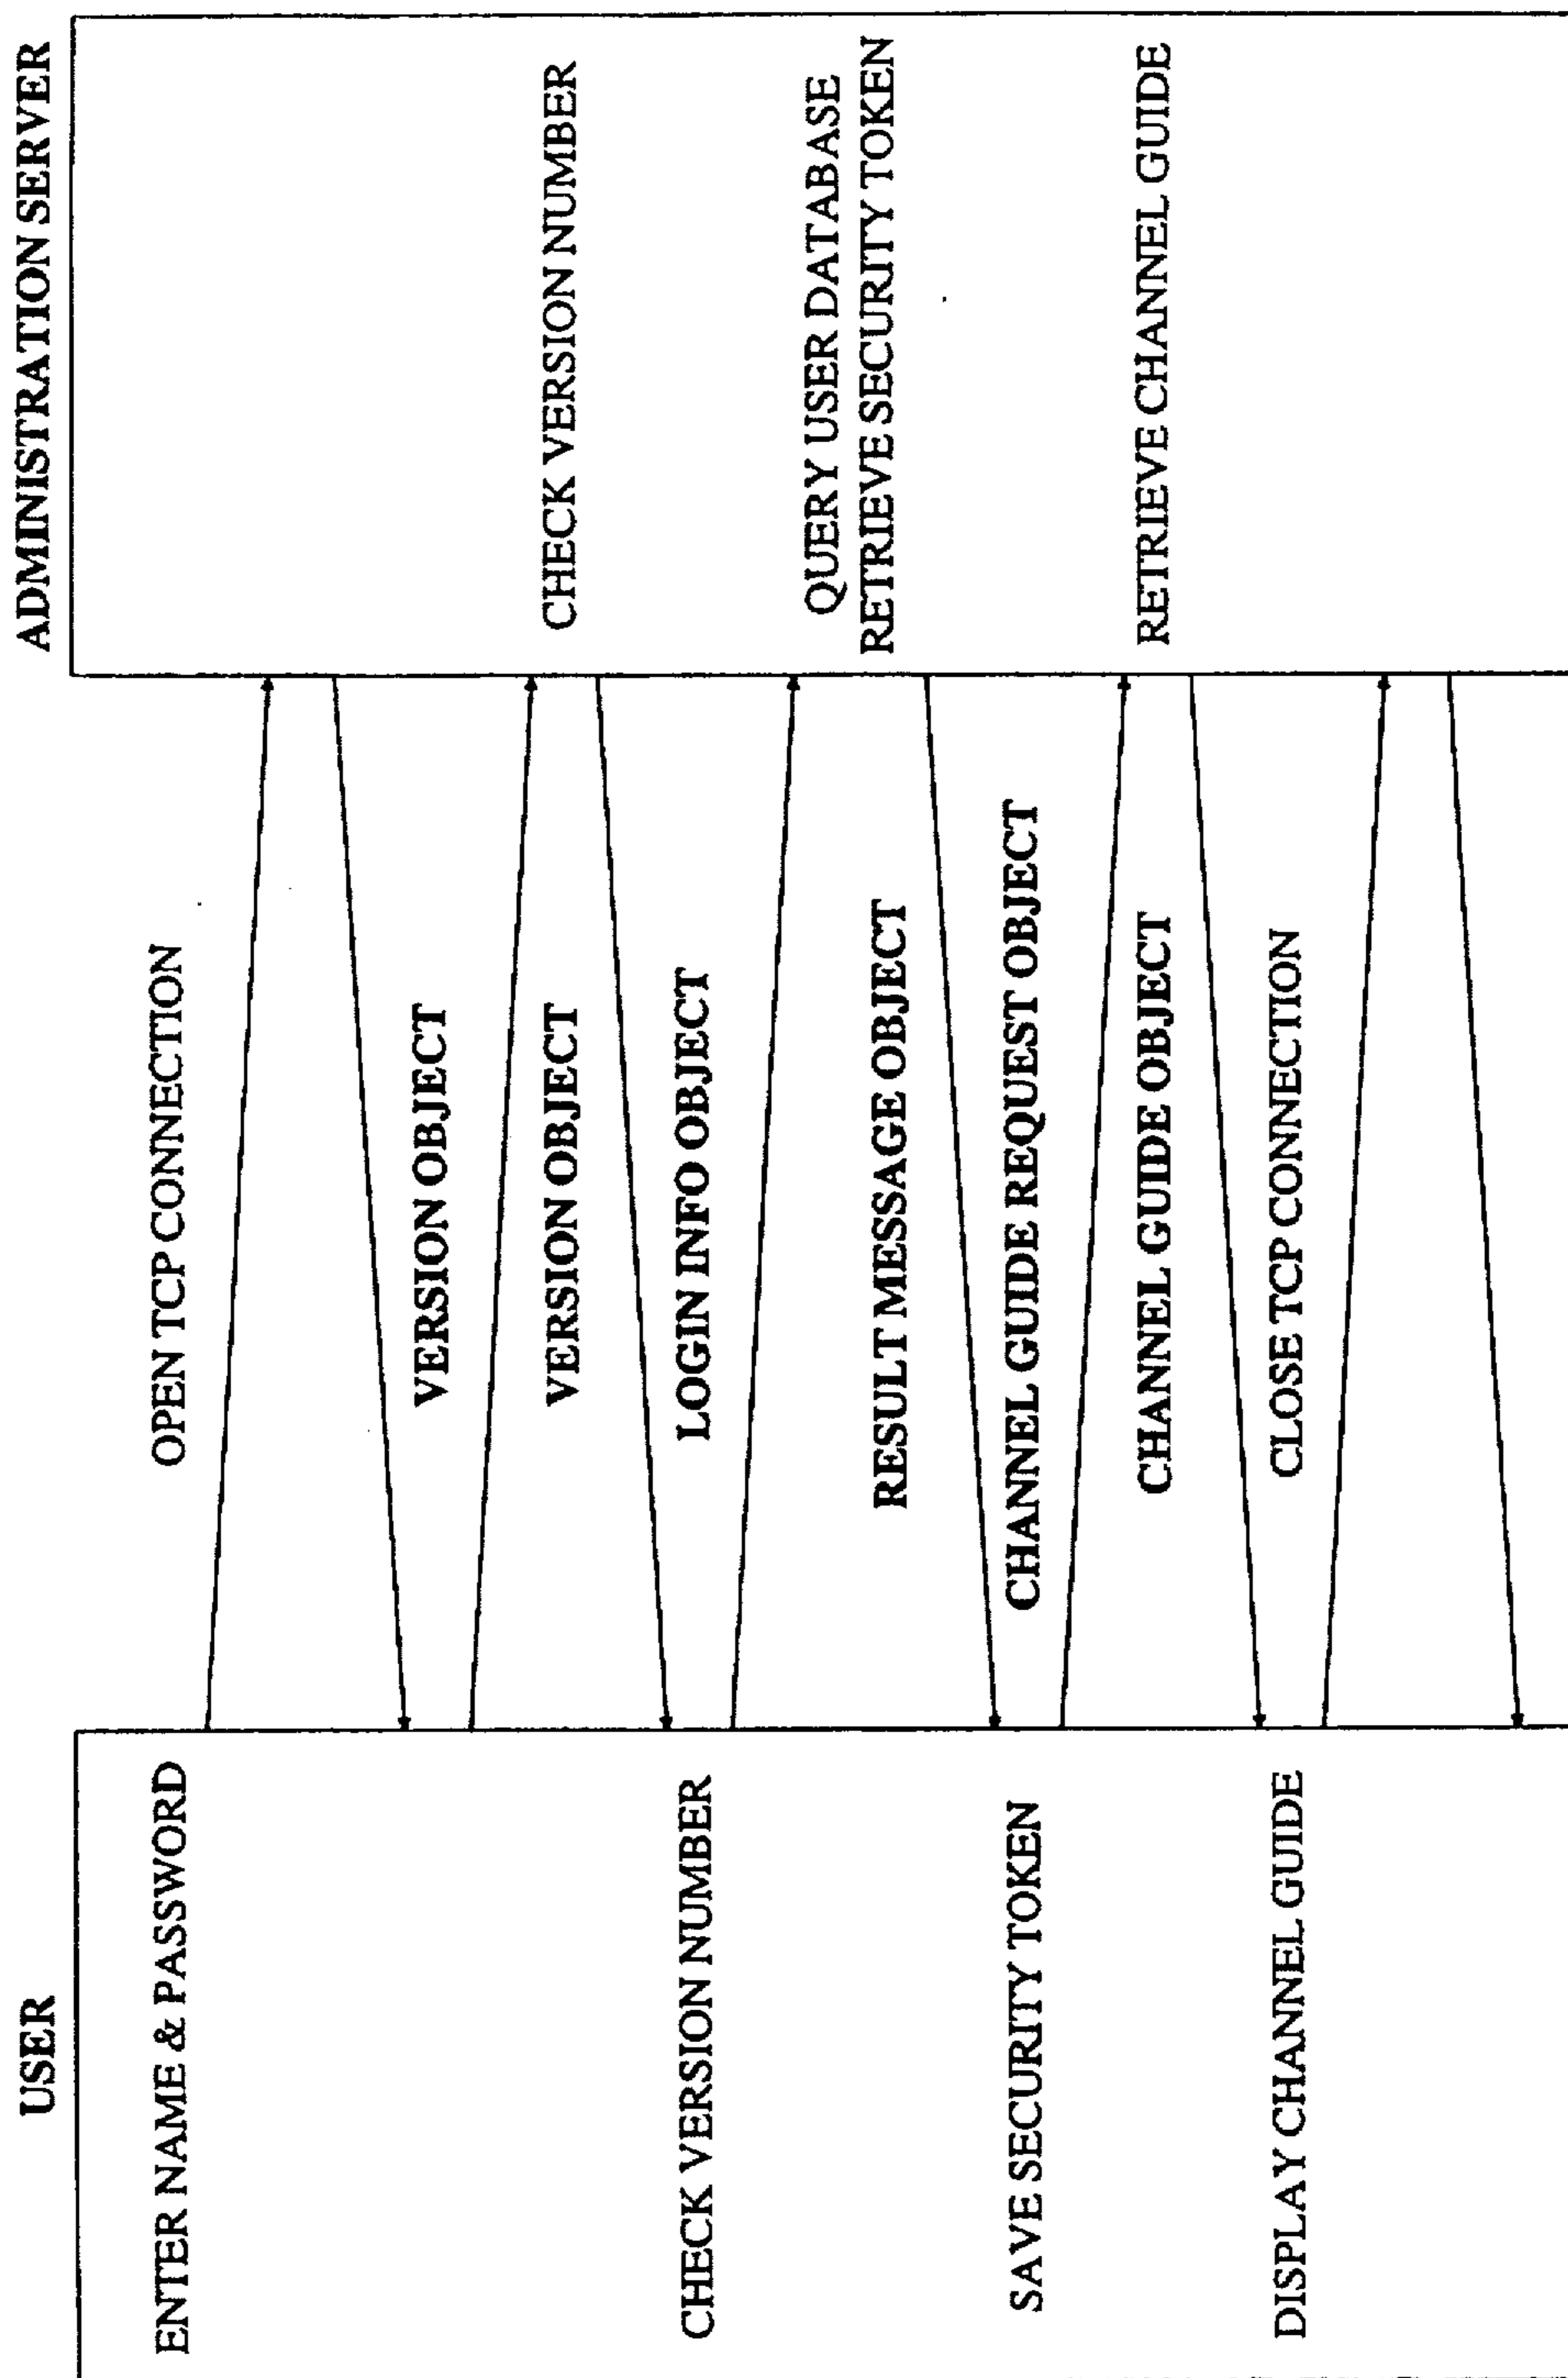 USER
ADMINISTRATION SERVER
ENTER NAME & PASSWORD
OPEN TCP CONNECTION
VERSION OBJECT
VERSION OBJECT
CHECK VERSION NUMBER
CHECK VERSION NUMBER
LOGIN INFO OBJECT
QUERY USER DATABASE
RETRIEVE SECURITY TOKEN
RESULT MESSAGE OBJECT
SAVE SECURITY TOKEN
CHANNEL GUIDE REQUEST OBJECT
CHANNEL GUIDE OBJECT
RETRIEVE CHANNEL GUIDE
DISPLAY CHANNEL GUIDE
CLOSE TCP CONNECTION